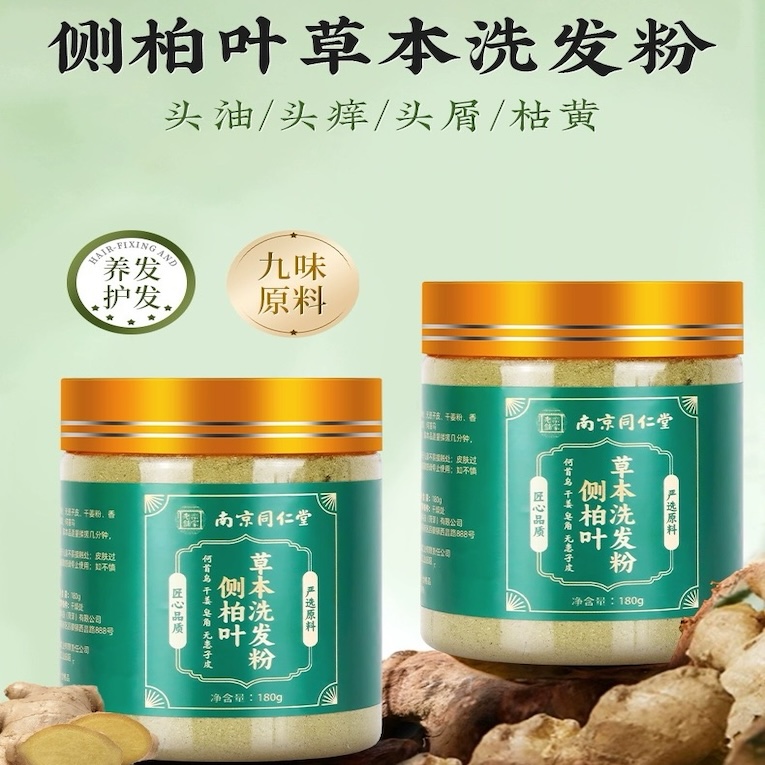 侧柏叶草本洗发粉
头油/头痒/头屑/枯黄
HAIR-FIXING AND
养发
护发
九味
原料
南京同仁堂
草本洗发粉
侧柏叶
何首乌 干姜 皂角 无患子皮
匠心品质
严选原料
净含量：180g
南京同仁堂
草本洗发粉
侧柏叶
何首乌 干姜 皂角 无患子皮
匠心品质
严选原料
净含量：180g